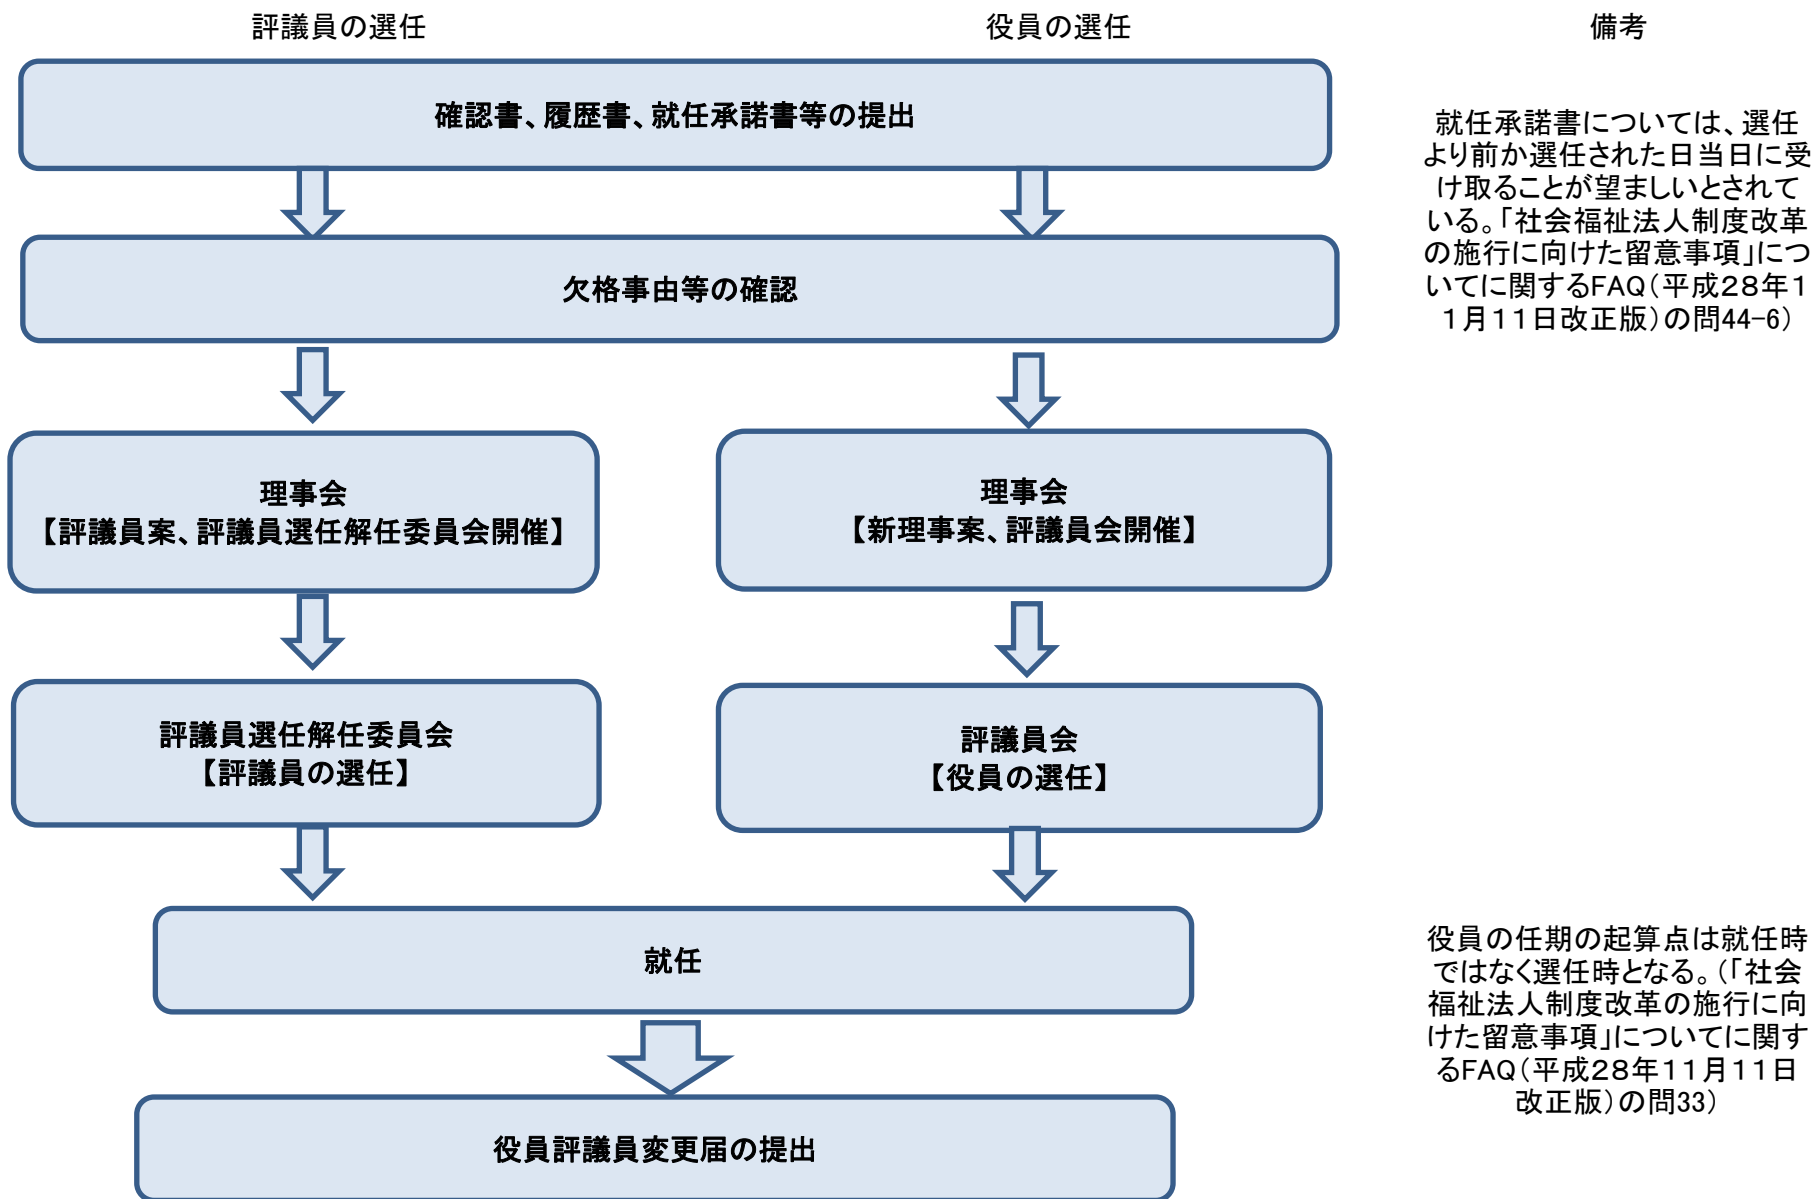 評議員の選任
役員の選任
備考
確認書、履歴書、就任承諾書等の提出
就任承諾書については、選任
より前か選任された日当日に受
け取ることが望ましいとされて
いる。「社会福祉法人制度改革
の施行に向けた留意事項」につ
いてに関するFAQ（平成２８年１
１月１１日改正版）の問44-6）
欠格事由等の確認
理事会
【評議員案、評議員選任解任委員会開催】
理事会
【新理事案、評議員会開催】
評議員選任解任委員会
【評議員の選任】
評議員会
【役員の選任】
就任
役員の任期の起算点は就任時
ではなく選任時となる。（「社会
福祉法人制度改革の施行に向
けた留意事項」についてに関す
るFAQ（平成２８年１１月１１日
改正版）の問33）
役員評議員変更届の提出